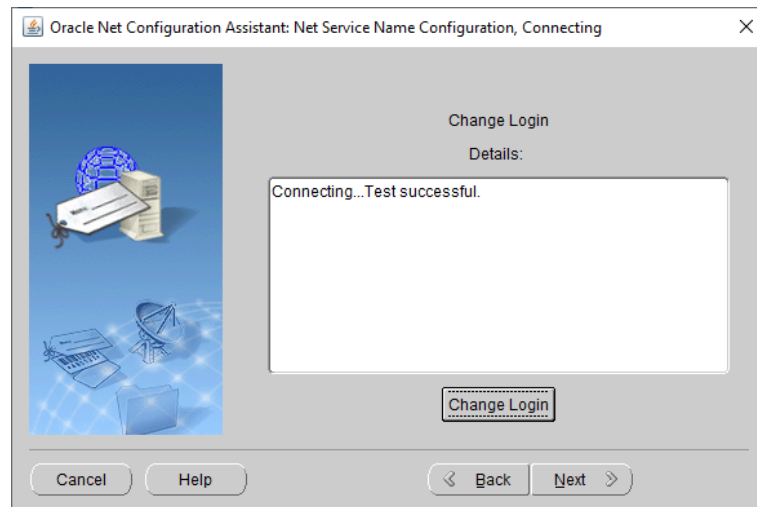 Oracle Net Configuration Assistant: Net Service Name Configuration, Connecting
Change Login
Details:
Connecting...Test successful.
Change Login
Cancel
Help
Back
Next